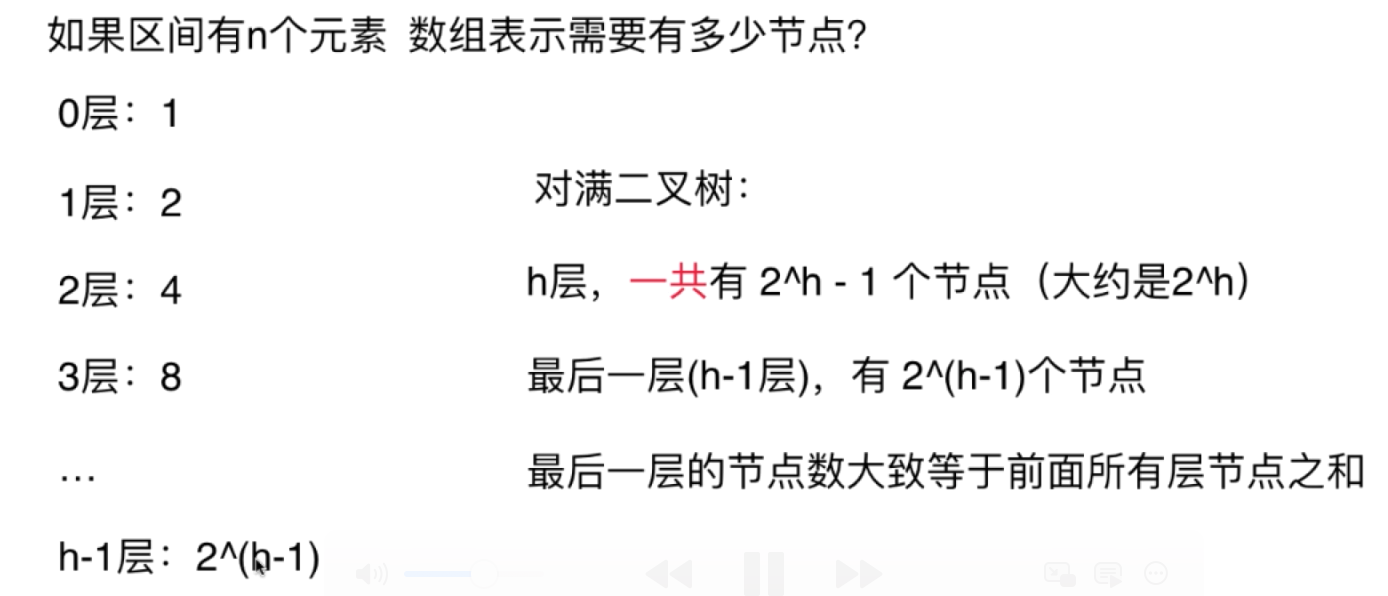 如果区间有n个元素 数组表示需要有多少节点?
0层：1
1层：2
2层：4
3层：8
…
h-1层：2^(h-1)
对满二叉树：
h层，一共有 2^h - 1 个节点（大约是2^h）
最后一层(h-1层)，有 2^(h-1)个节点
最后一层的节点数大致等于前面所有层节点之和